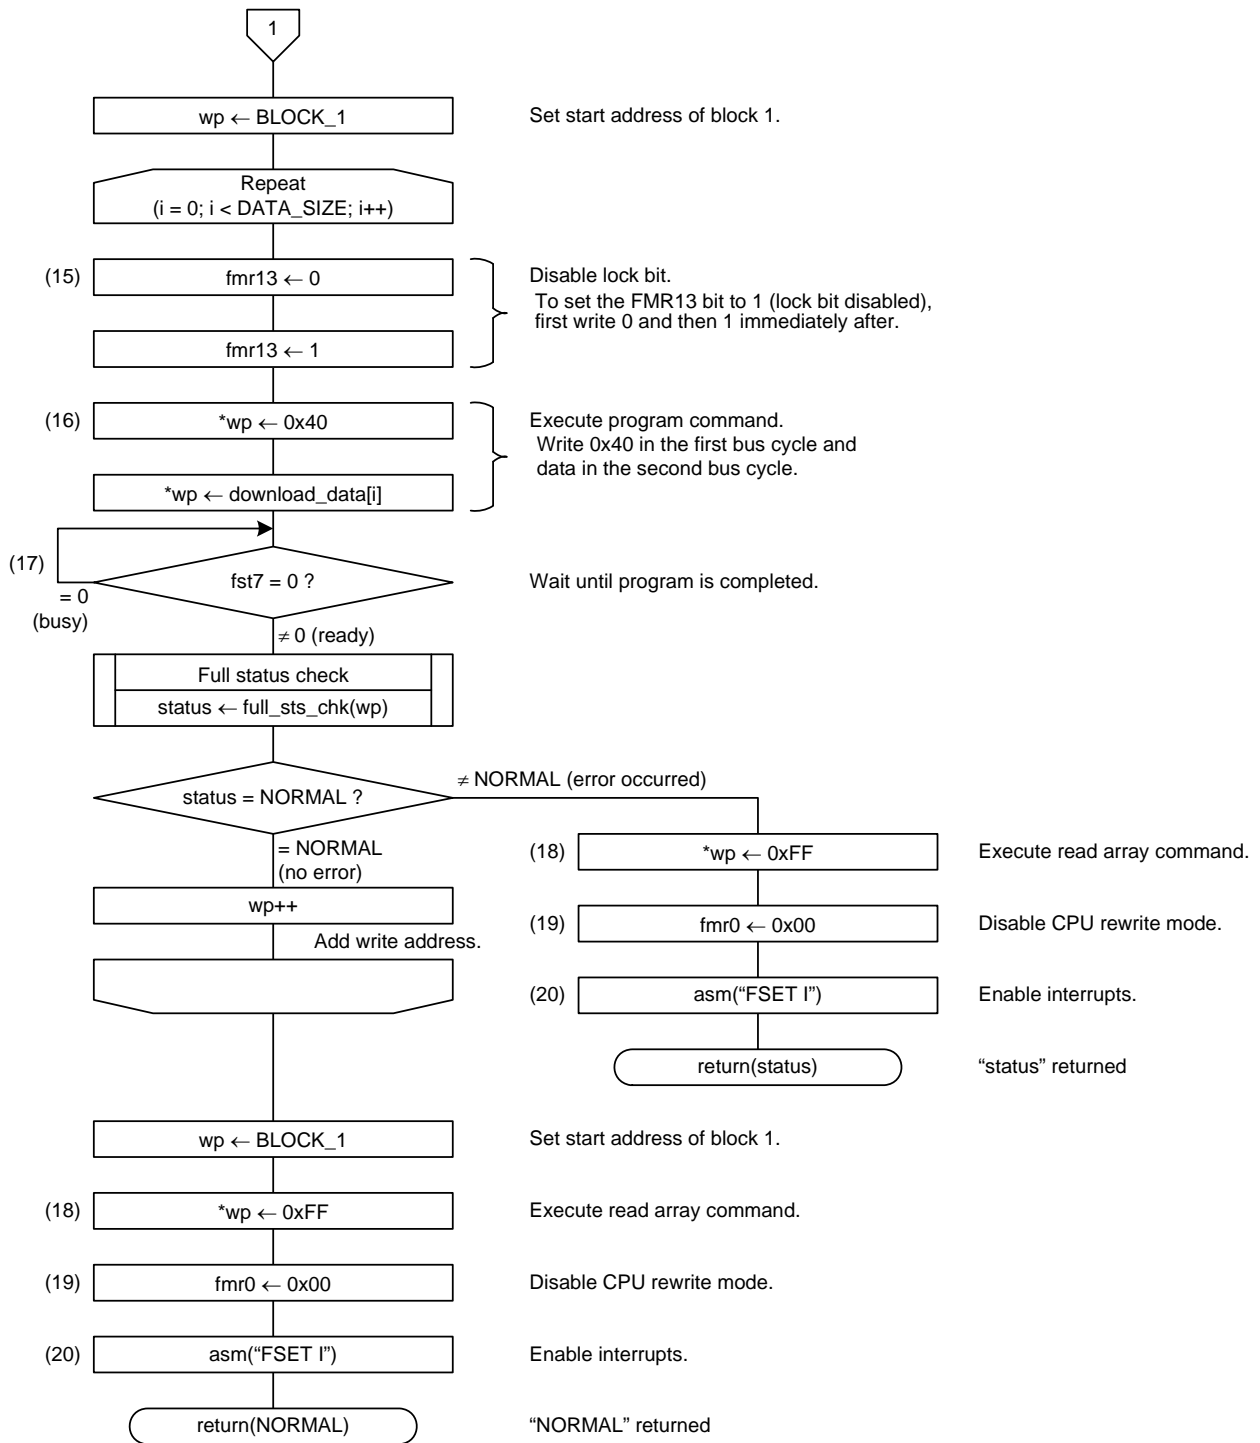 1
wp ← BLOCK_1
Set start address of block 1.
Repeat
(i = 0; i < DATA_SIZE; i++)
(15)
fmr13 ← 0
Disable lock bit.
To set the FMR13 bit to 1 (lock bit disabled),
first write 0 and then 1 immediately after.
fmr13 ← 1
(16)
*wp ← 0x40
Execute program command.
Write 0x40 in the first bus cycle and
data in the second bus cycle.
*wp ← download_data[i]
(17)
fst7 = 0 ?
Wait until program is completed.
= 0
(busy)
≠ 0 (ready)
Full status check
status ← full_sts_chk(wp)
status = NORMAL ?
≠ NORMAL (error occurred)
= NORMAL
(no error)
(18)
*wp ← 0xFF
Execute read array command.
wp++
Add write address.
(19)
fmr0 ← 0x00
Disable CPU rewrite mode.
(20)
asm(“FSET I”)
Enable interrupts.
return(status)
“status” returned
wp ← BLOCK_1
Set start address of block 1.
(18)
*wp ← 0xFF
Execute read array command.
(19)
fmr0 ← 0x00
Disable CPU rewrite mode.
(20)
asm("FSET I”)
Enable interrupts.
return(NORMAL)
“NORMAL” returned